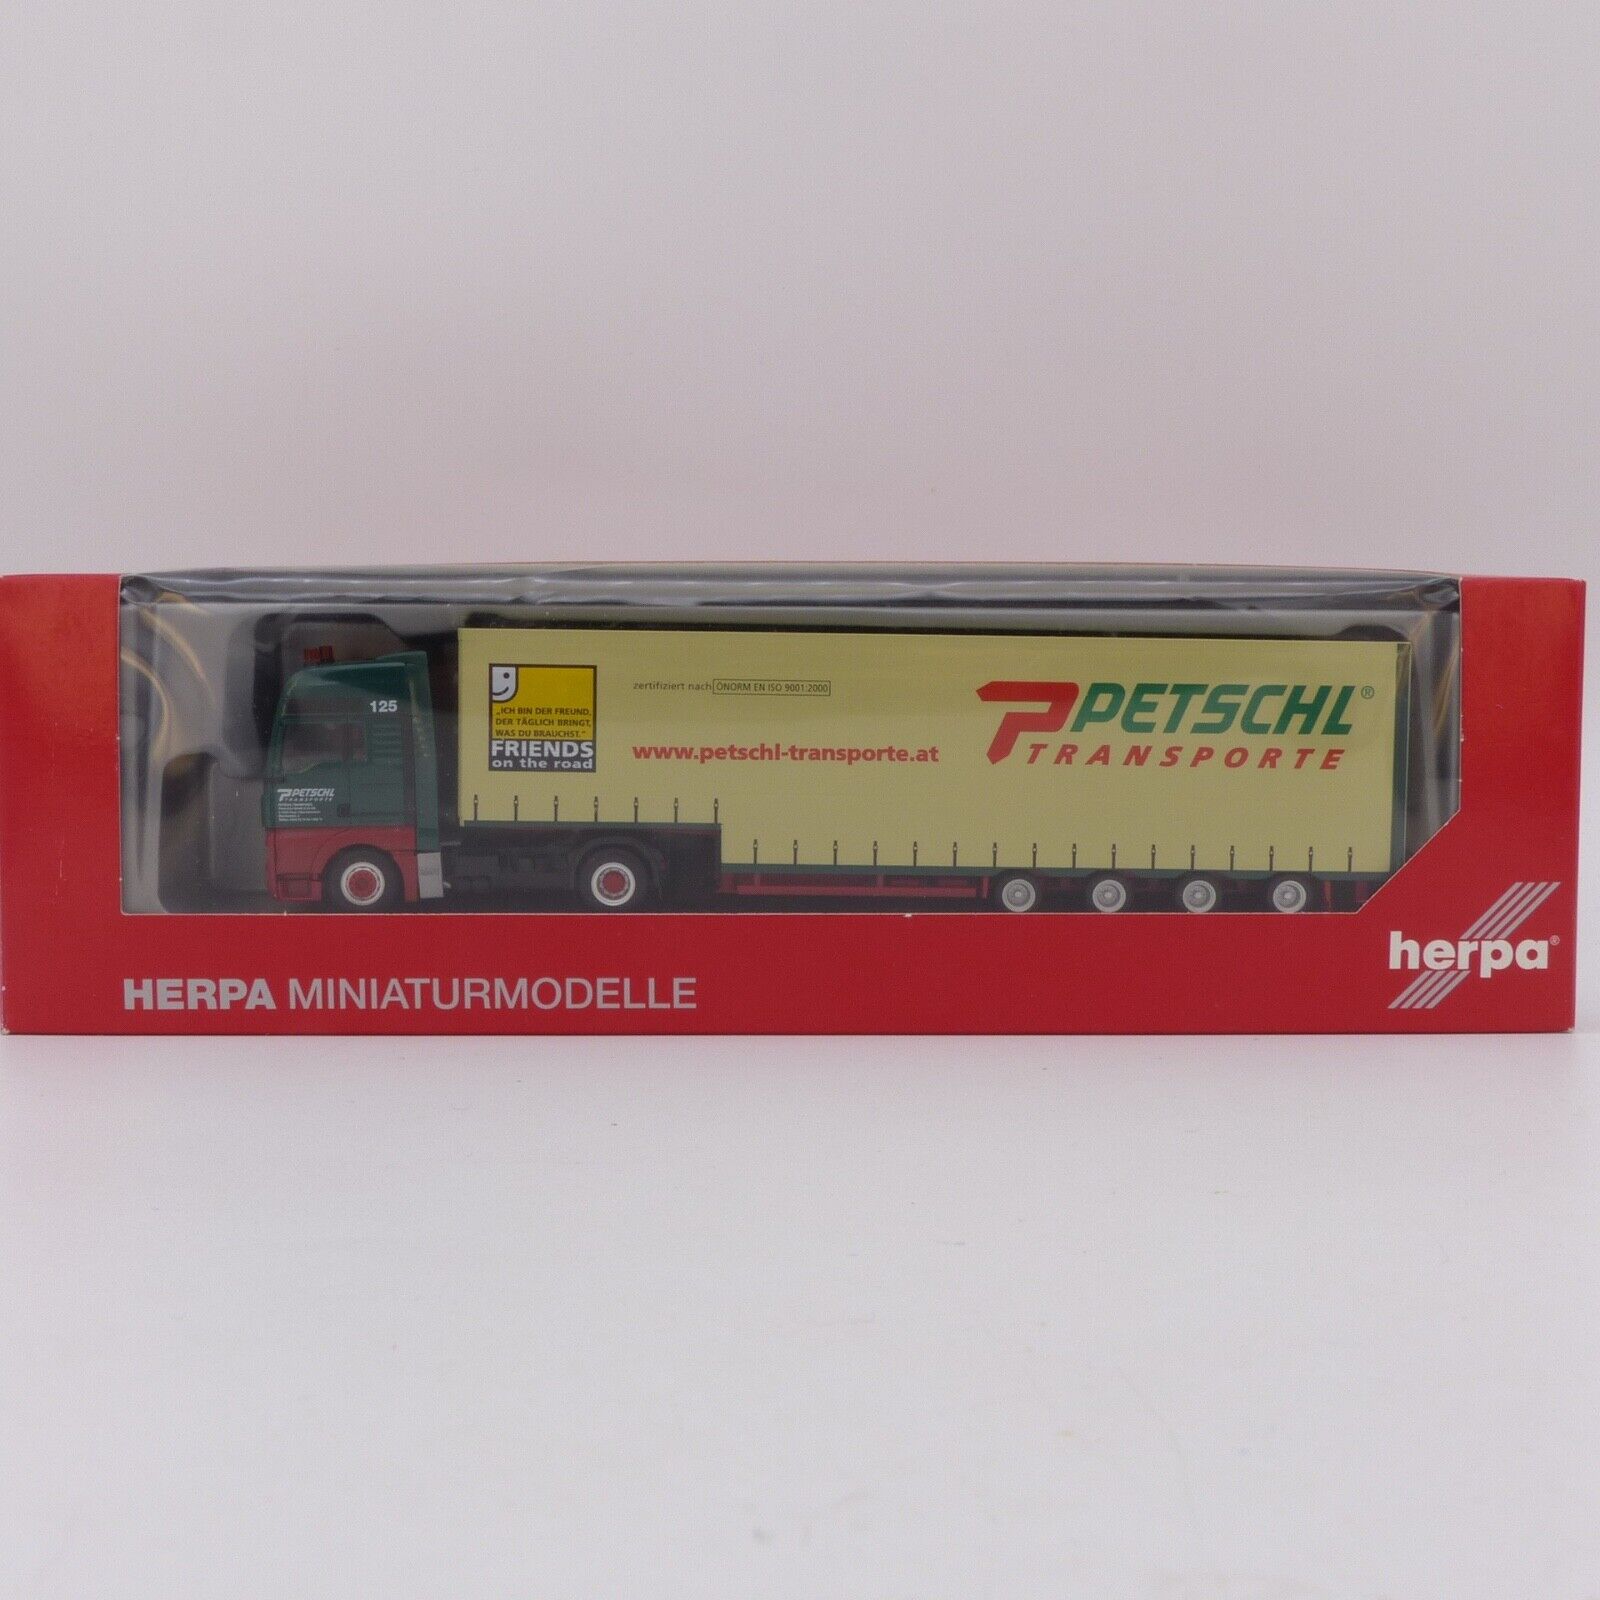 125
PETSCHL
TRANSPORTE
„ICH BIN DER FREUND,
DER TÄGLICH BRINGT,
WAS DU BRAUCHST.“
FRIENDS
on the road
zertifiziert nach ÖNORM EN ISO 9001:2000
www.petschl-transporte.at
PETSCHL®
TRANSPORTE
herpa®
HERPA MINIATURMODELLE